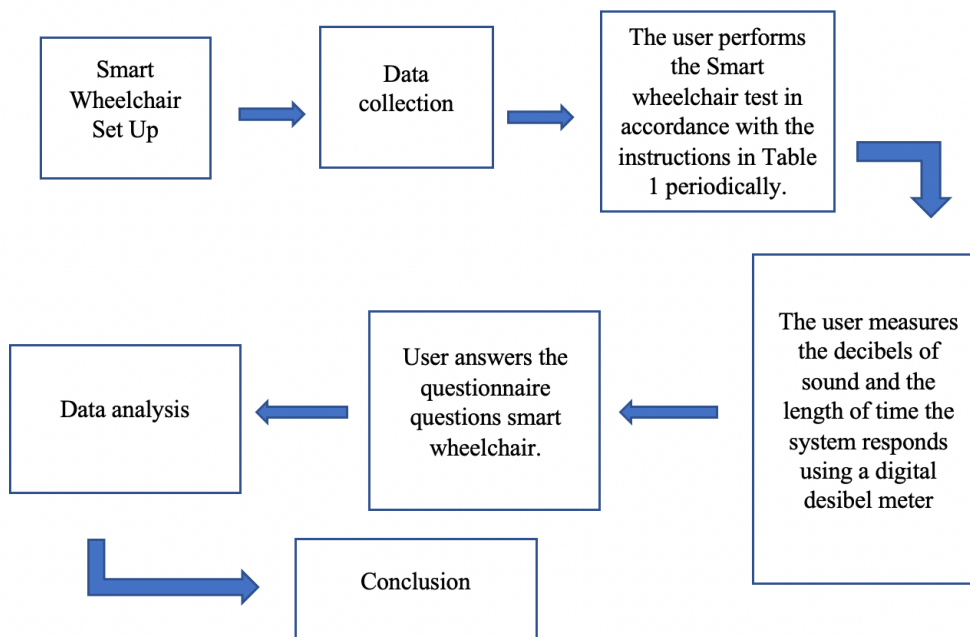 Smart
Wheelchair
Set Up
Data
collection
The user performs
the Smart
wheelchair test in
accordance with the
instructions in Table
1 periodically.
The user measures
the decibels of
sound and the
length of time the
system responds
using a digital
desibel meter
User answers the
questionnaire
questions smart
wheelchair.
Data analysis
Conclusion